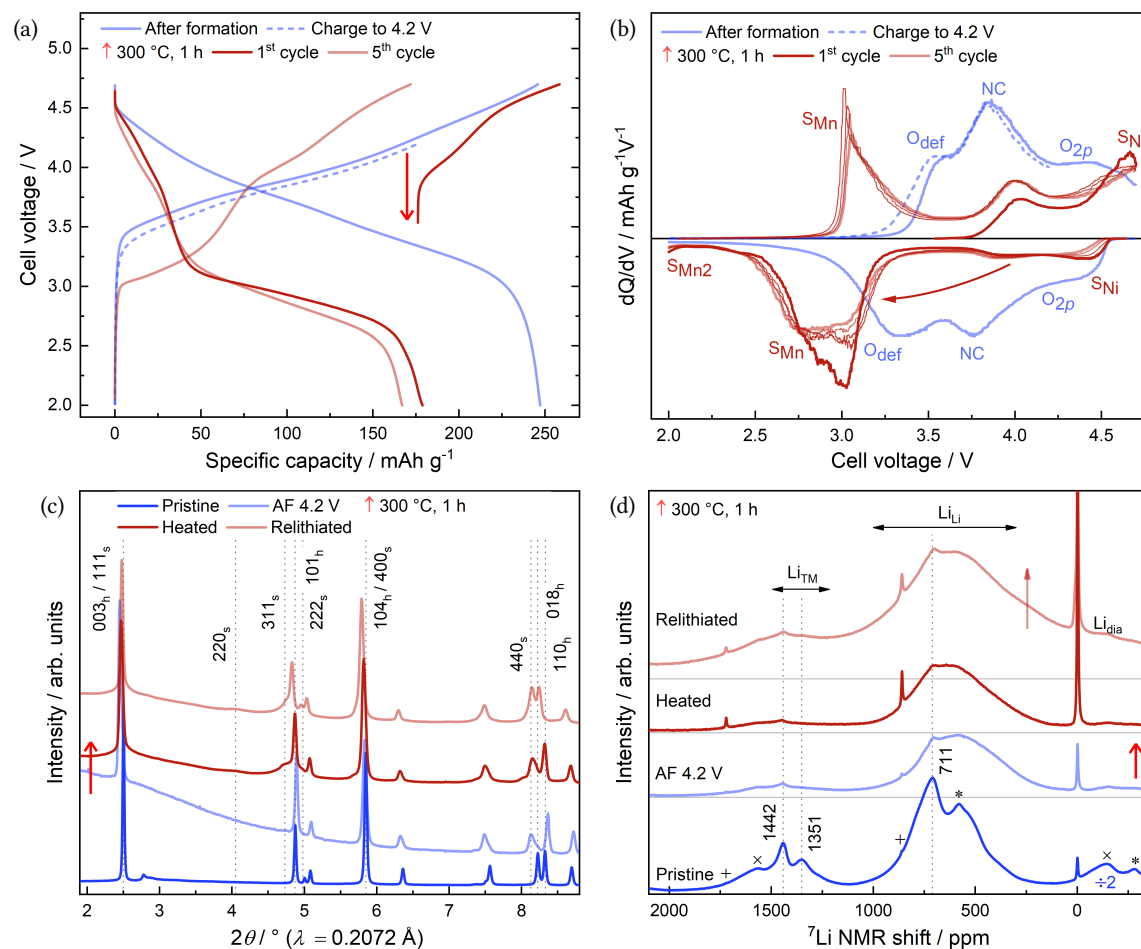 (a)
After formation
Charge to 4.2 V
↑ 300 °C, 1 h
1st cycle
5th cycle
5.0
4.5
4.0
3.5
3.0
2.5
2.0
Cell voltage / V
0
50
100
150
200
250
Specific capacity / mAh g-1
(b)
After formation
Charge to 4.2 V
↑ 300 °C, 1 h
1st cycle
5th cycle
SMn
Odef
NC
O2p
SN
SMn2
SMn
Odef
NC
O2p
SNi
dQ/dV / mAh g-1V-1
2.0
2.5
3.0
3.5
4.0
4.5
Cell voltage / V
(c)
Pristine
AF 4.2 V
↑ 300 °C, 1 h
Heated
Relithiated
003h / 111s
220s
311s
101h
222s
104h / 400s
440s
018h
110h
Intensity / arb. units
2
3
4
5
6
7
8
2θ / ° (λ = 0.2072 Å)
(d)
↑ 300 °C, 1 h
LiLi
LiTM
Lidia
Relithiated
Heated
AF 4.2 V
Pristine
1442
1351
711
+
×
+
*
×
*
÷2
Intensity / arb. units
2000
1500
1000
500
0
7Li NMR shift / ppm